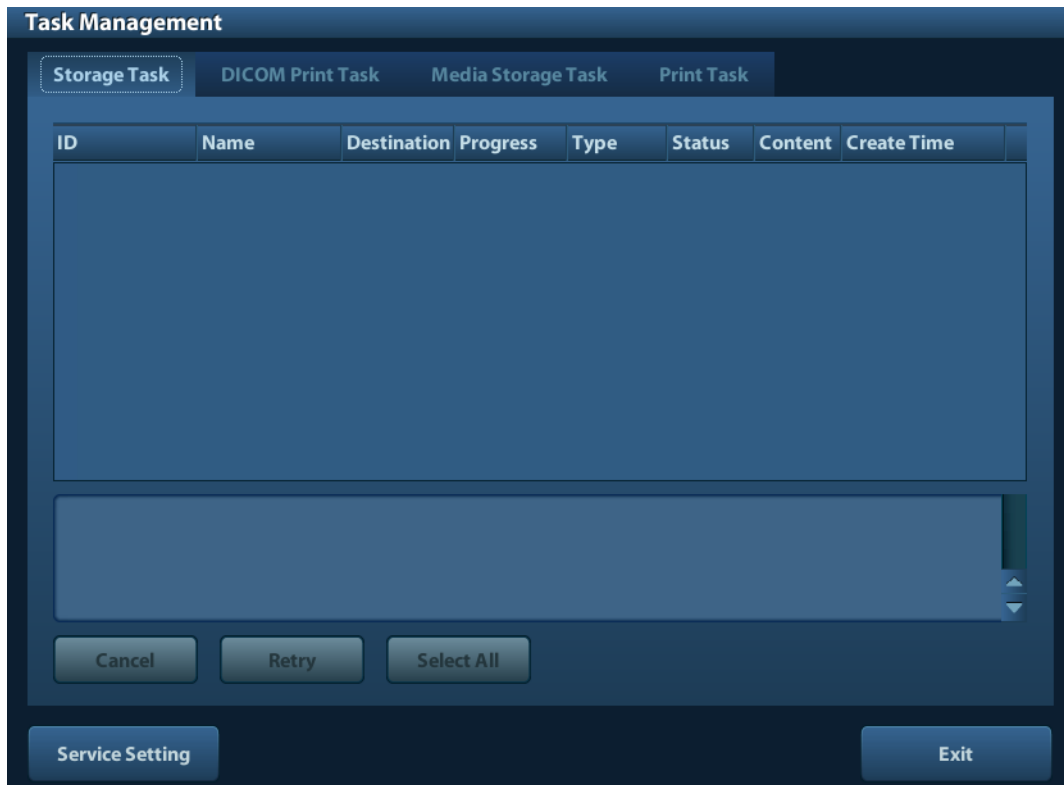 Task Management
Storage Task DICOM Print Task Media Storage Task Print Task
ID Name Destination Progress Type Status Content Create Time
Cancel Retry Select All
Service Setting Exit